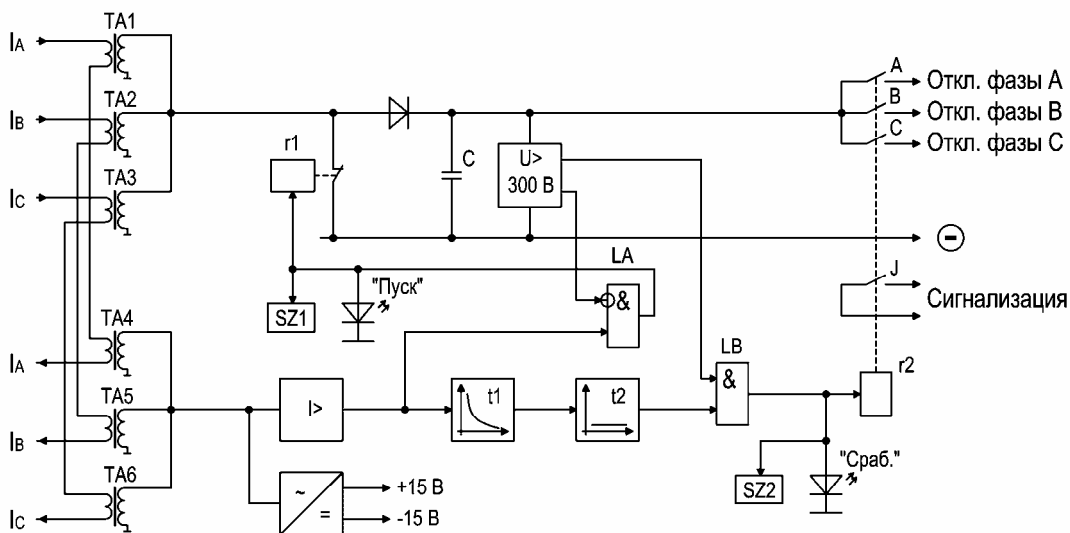 TA1
IA
TA2
IB
TA3
IC
r1
C
U>
300 В
A
Откл. фазы А
B
Откл. фазы В
C
Откл. фазы С
LA
&
"Пуск"
SZ1
J
Сигнализация
TA4
IA
TA5
IB
TA6
IC
I>
t1
t2
LB
&
r2
SZ2
"Сраб."
~
=
+15 В
-15 В